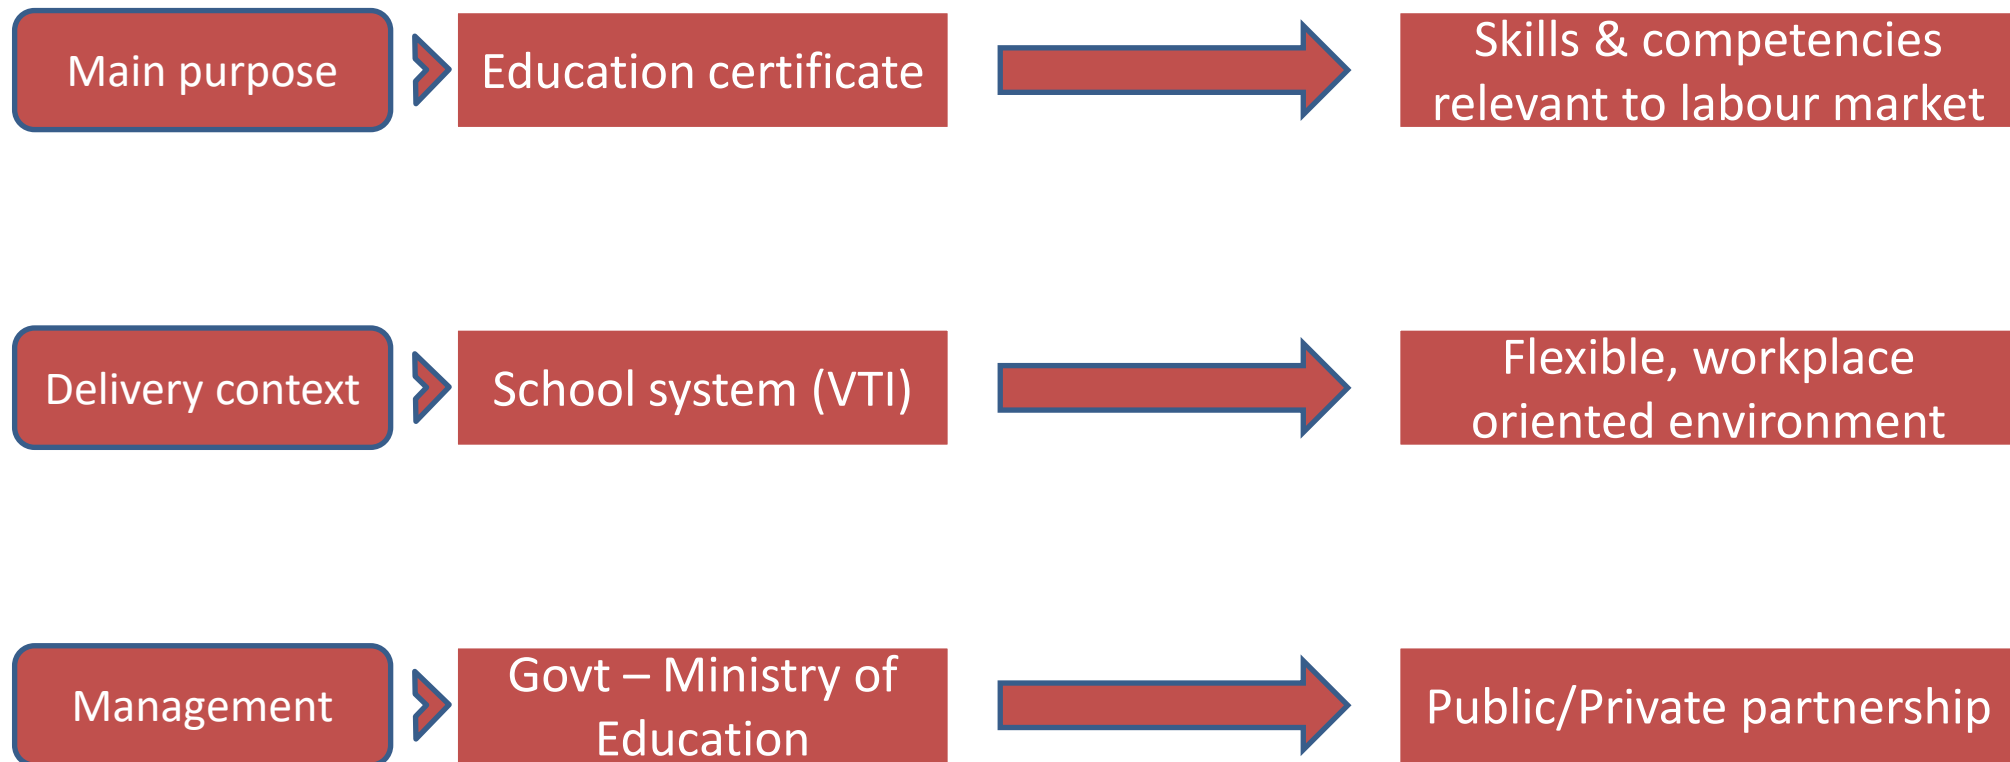 Main purpose
Education certificate
Skills & competencies
relevant to labour market
Delivery context
School system (VTI)
Flexible, workplace
oriented environment
Management
Govt – Ministry of
Education
Public/Private partnership